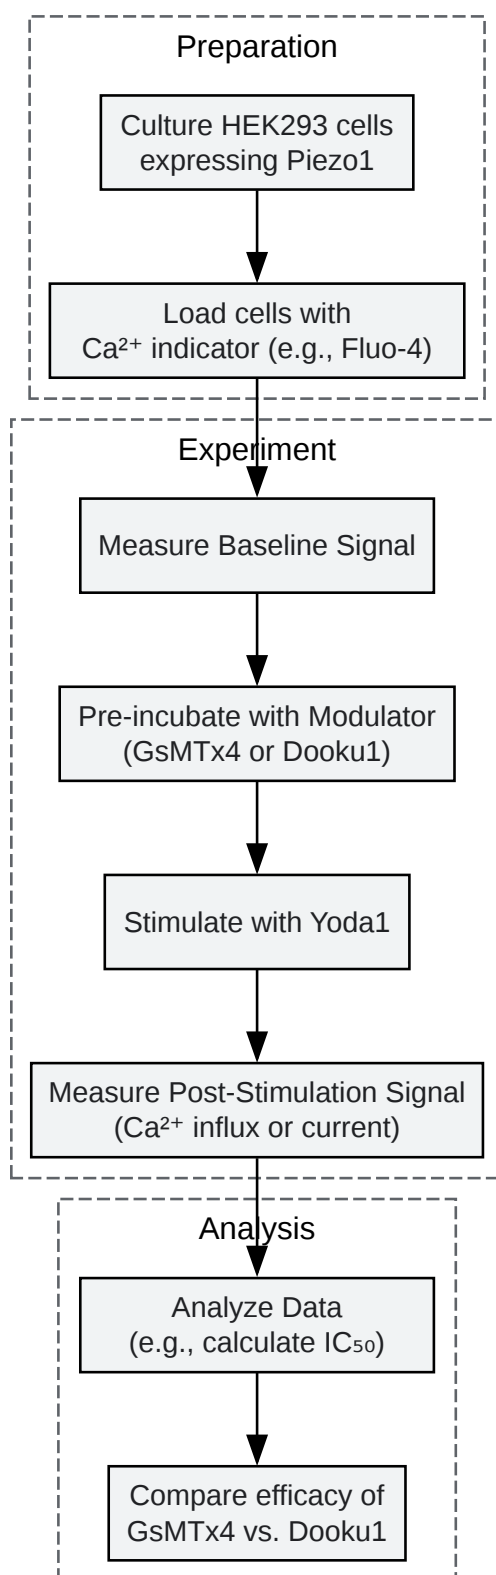 Preparation
Culture HEK293 cells
expressing Piezo1
Load cells with
Ca²⁺ indicator (e.g., Fluo-4)
Experiment
Measure Baseline Signal
Pre-incubate with Modulator
(GsMTx4 or Dooku1)
Stimulate with Yoda1
Measure Post-Stimulation Signal
(Ca²⁺ influx or current)
Analysis
Analyze Data
(e.g., calculate IC₅₀)
Compare efficacy of
GsMTx4 vs. Dooku1